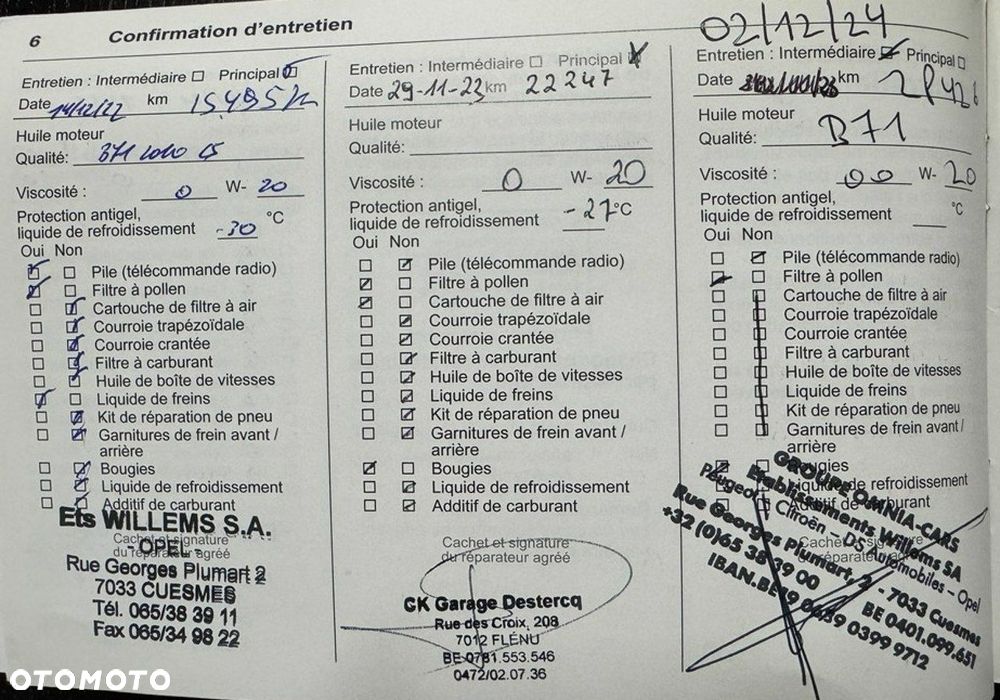 6 Confirmation d'entretien
Entretien : Intermédiaire Principal
Date 14/12/22 km
Huile moteur
Qualité: B71
Viscosité : 0 W- 20
Protection antigel,
liquide de refroidissement -30 °C
Oui Non
Pile (télécommande radio)
Filtre à pollen
Cartouche de filtre à air
Courroie trapézoïdale
Courroie crantée
Filtre à carburant
Huile de boîte de vitesses
Liquide de freins
Kit de réparation de pneu
Garnitures de frein avant /
arrière
Bougies
Liquide de refroidissement
Additif de carburant
Cachet et signature
du réparateur agréé
Ets WILLEMS S.A.
- OPEL -
Rue Georges Plumart 2
7033 CUESMES
Tél. 065/38 39 11
Fax 065/34 98 22
Entretien : Intermédiaire Principal
Date 29-11-23 km 22247
Huile moteur
Qualité:
Viscosité : 0 W- 20
Protection antigel,
liquide de refroidissement -27°C
Oui Non
Pile (télécommande radio)
Filtre à pollen
Cartouche de filtre à air
Courroie trapézoïdale
Courroie crantée
Filtre à carburant
Huile de boîte de vitesses
Liquide de freins
Kit de réparation de pneu
Garnitures de frein avant /
arrière
Bougies
Liquide de refroidissement
Additif de carburant
Cachet et signature
du réparateur agréé
CK Garage Destercq
Rue des Croix, 208
7012 FLÉNU
BE 0781.553.546
0472/02.07.36
02/12/24
Entretien : Intermédiaire Principal
Date km
Huile moteur
Qualité: B71
Viscosité : 00 W- 20
Protection antigel,
liquide de refroidissement °C
Oui Non
Pile (télécommande radio)
Filtre à pollen
Cartouche de filtre à air
Courroie trapézoïdale
Courroie crantée
Filtre à carburant
Huile de boîte de vitesses
Liquide de freins
Kit de réparation de pneu
Garnitures de frein avant /
arrière
Bougies
Liquide de refroidissement
Additif de carburant
Cachet et signature
du réparateur agréé
GROUPE OMNIA-CARS
Etablissements Willems SA
Peugeot - Citroën - DS Automobiles - Opel
Rue Georges Plumart, 2 - 7033 Cuesmes
+32 (0)65 38 39 00 BE 0401.099.651
OTOMOTO